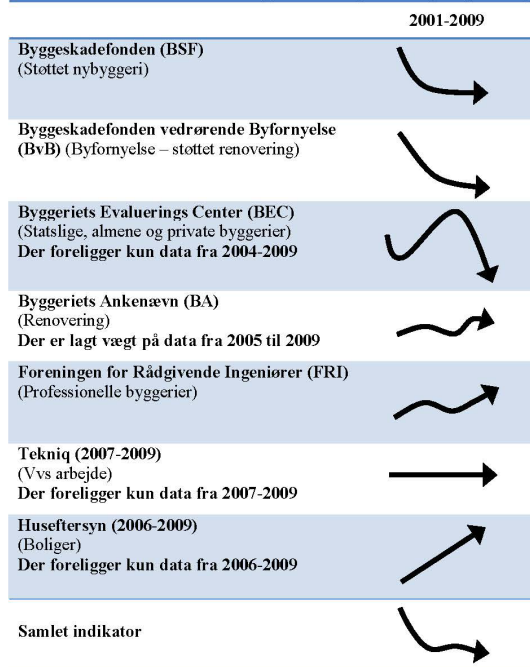 2001-2009
Byggeskadefonden (BSF)
(Støttet nybyggeri)
Byggeskadefonden vedrørende Byfornyelse
(BvB) (Byfornyelse – støttet renovering)
Byggeriets Evaluerings Center (BEC)
(Statslige, almene og private byggerier)
Der foreligger kun data fra 2004-2009
Byggeriets Ankenævn (BA)
(Renovering)
Der er lagt vægt på data fra 2005 til 2009
Foreningen for Rådgivende Ingeniører (FRI)
(Professionelle byggerier)
Tekniq (2007-2009)
(Vvs arbejde)
Der foreligger kun data fra 2007-2009
Huseftersyn (2006-2009)
(Boliger)
Der foreligger kun data fra 2006-2009
Samlet indikator